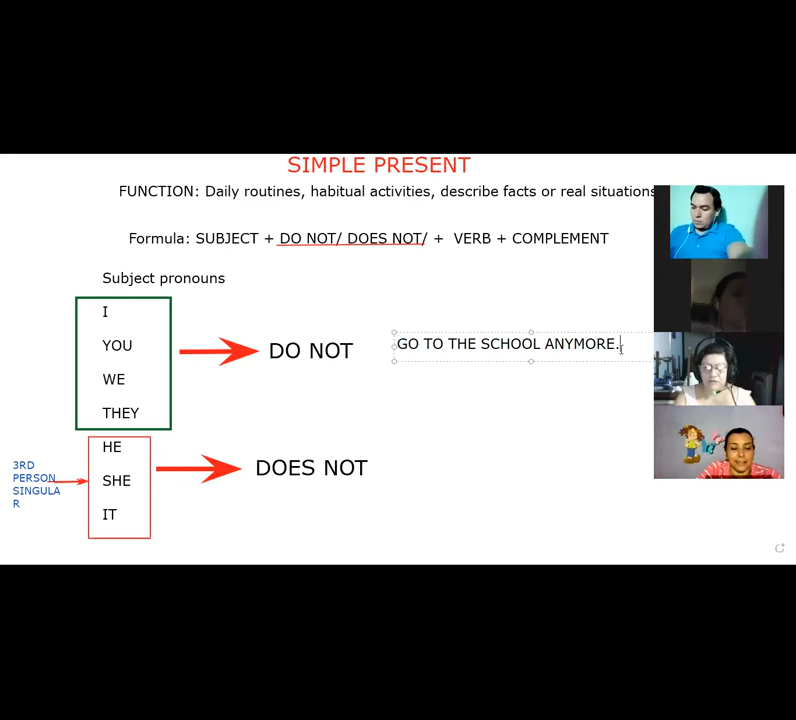 SIMPLE PRESENT
FUNCTION: Daily routines, habitual activities, describe facts or real situations
Formula: SUBJECT + DO NOT/ DOES NOT/ + VERB + COMPLEMENT
Subject pronouns
I
YOU
WE
THEY
DO NOT
GO TO THE SCHOOL ANYMORE.
HE
SHE
IT
3RD
PERSON
SINGULA
R
DOES NOT